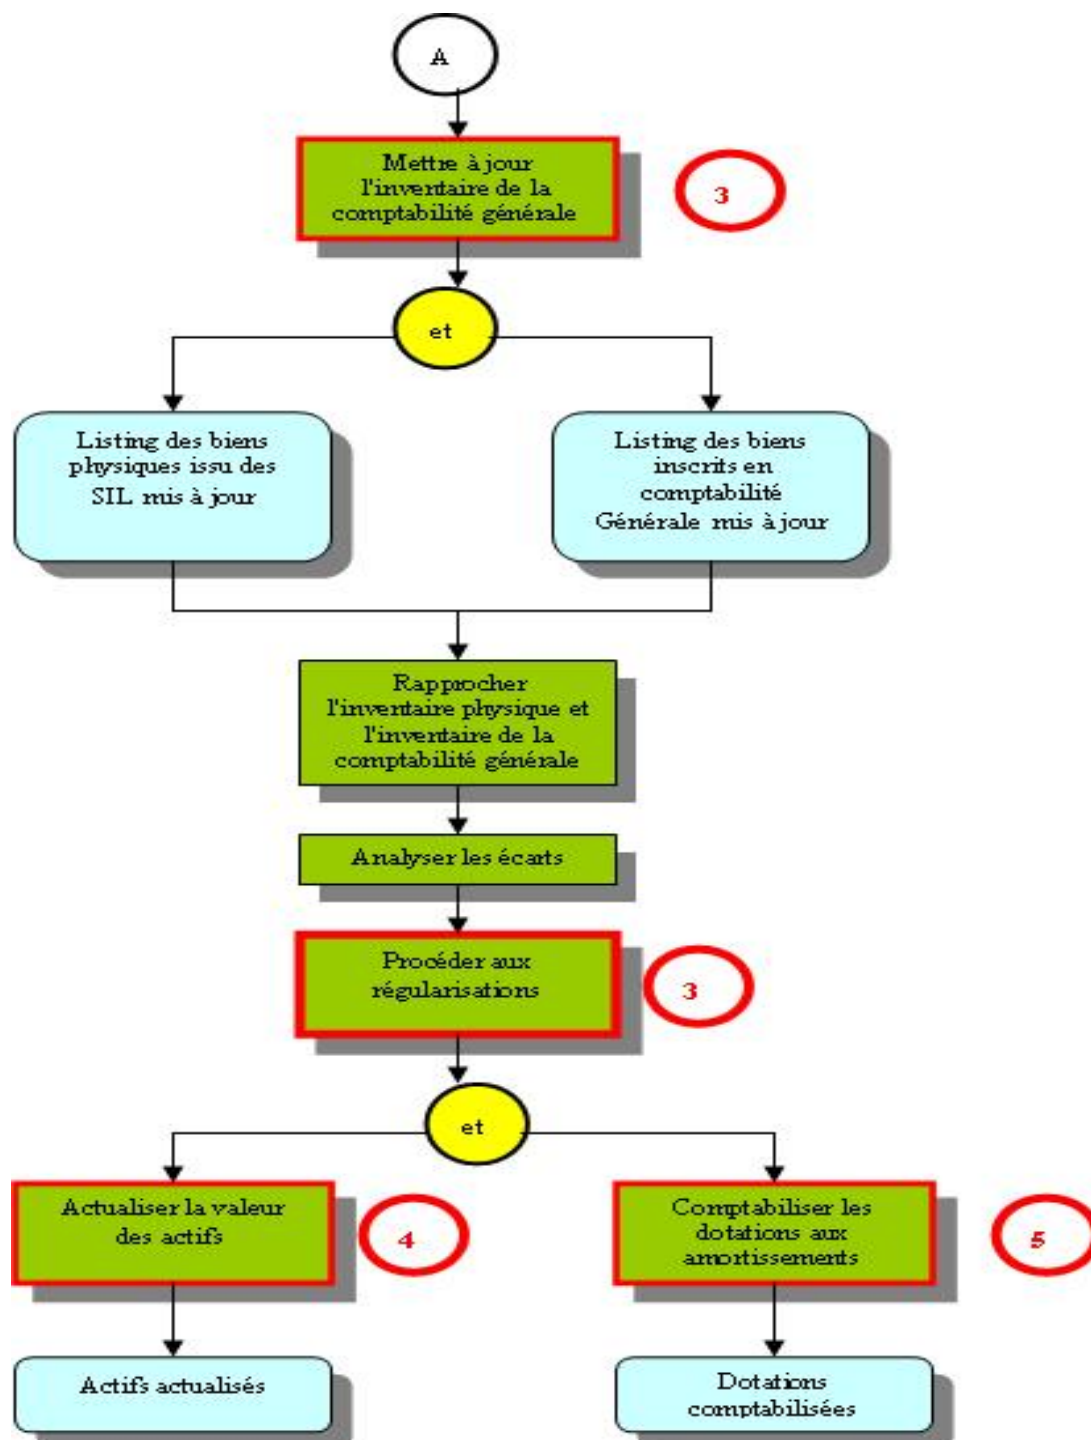 A
Mettre à jour
l'inventaire de la
comptabilité générale
3
et
Listing des biens
physiques issu des
SIL mis à jour
Listing des biens
inscrits en
comptabilité
Générale mis à jour
Rapprocher
l'inventaire physique et
l'inventaire de la
comptabilité générale
Analyser les écarts
Procéder aux
régularisations
3
et
Actualiser la valeur
des actifs
4
Comptabiliser les
dotations aux
amortissements
5
Actifs actualisés
Dotations
comptabilisées